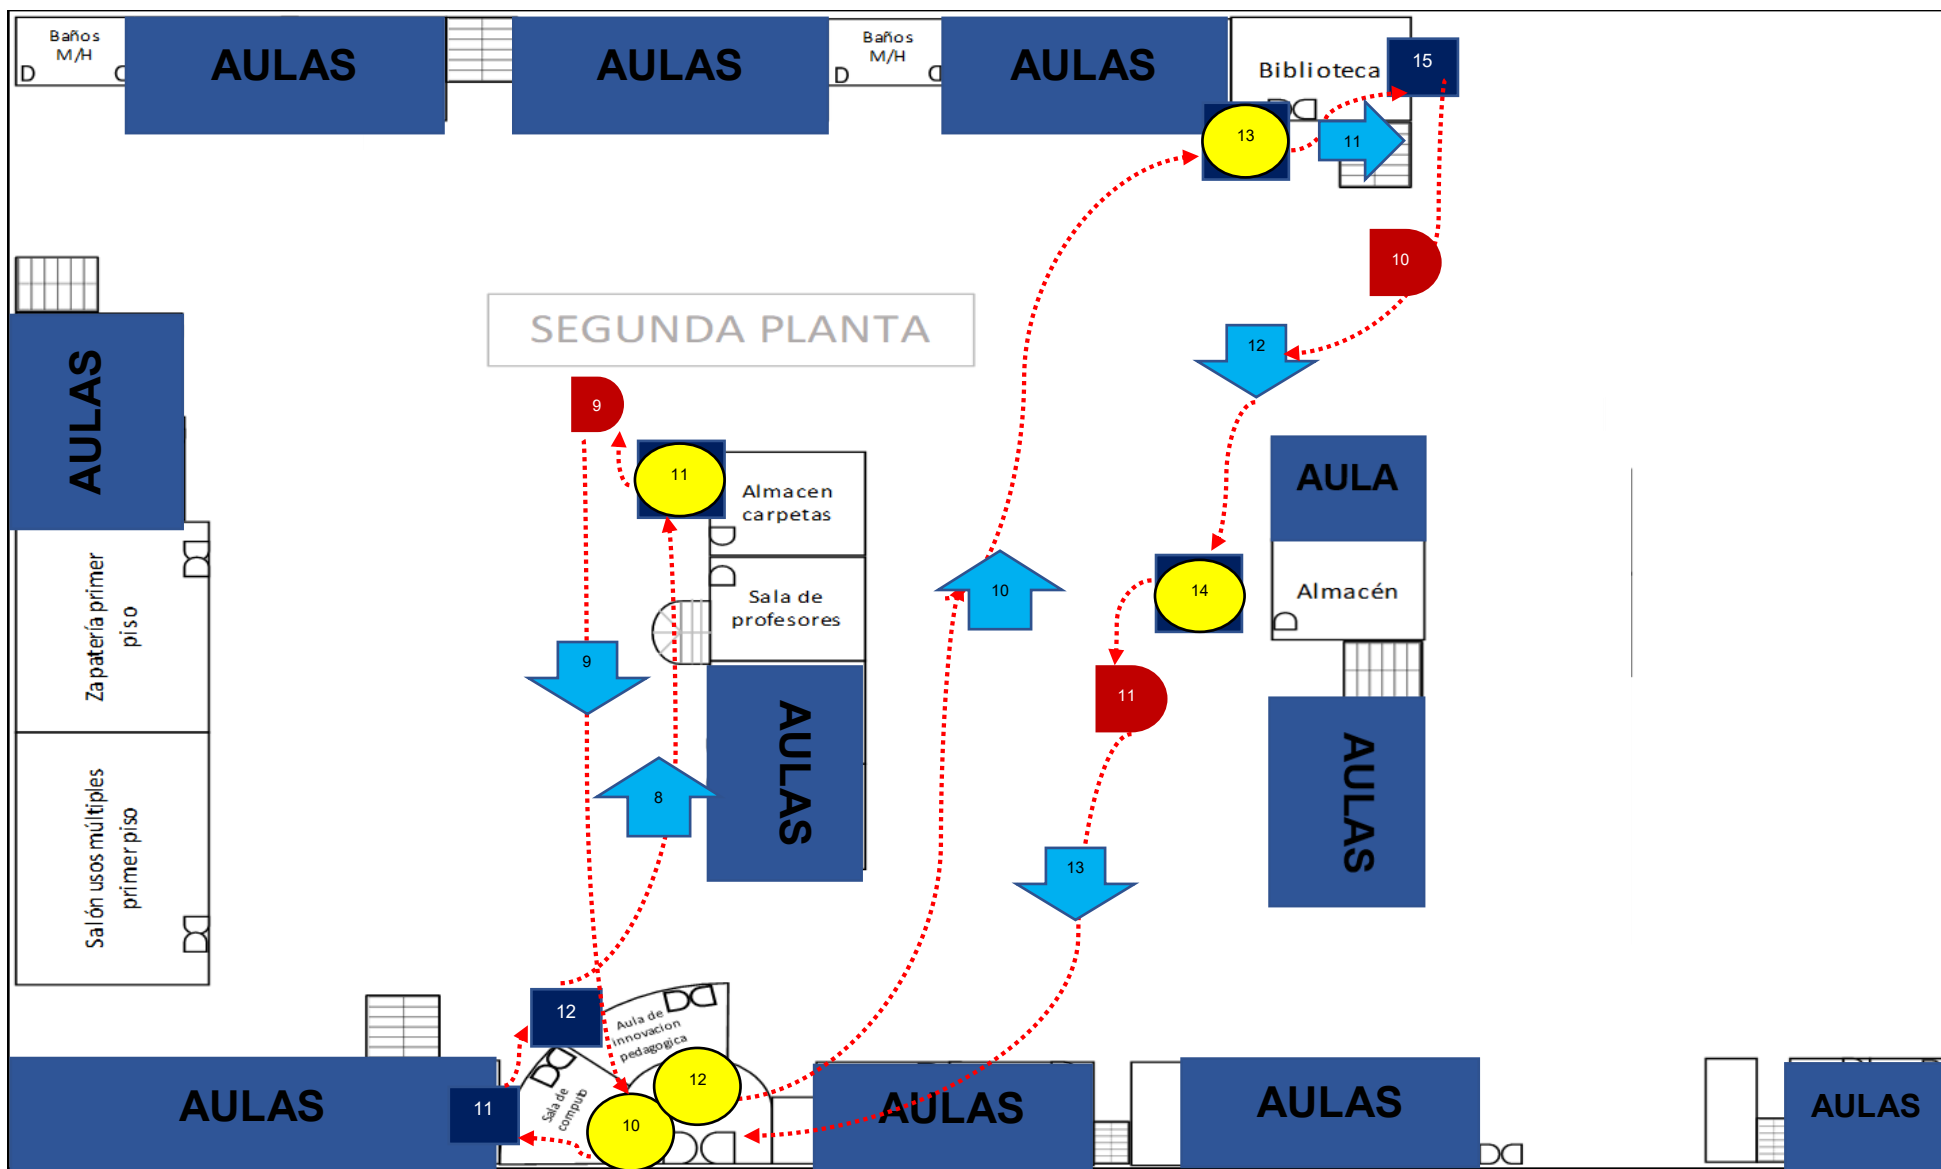 Baños
M/H
AULAS
AULAS
Baños
M/H
AULAS
Biblioteca
15
13
11
10
SEGUNDA PLANTA
12
9
AULAS
11
Almacen
carpetas
AULA
Zapatería primer
piso
Sala de
profesores
10
14
Almacén
9
11
8
AULAS
AULAS
Salón usos múltiples
primer piso
13
12
Aula de
innovacion
pedagogica
AULAS
11
Sala de
computo
10
12
AULAS
AULAS
AULAS